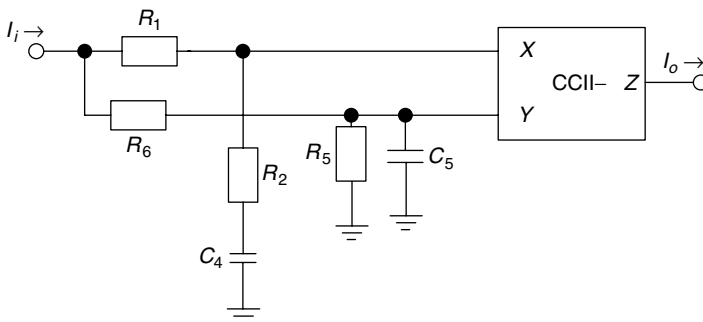 I_i →
R_1
R_6
R_2
C_4
R_5
C_5
X
Y
CCII–
Z
I_o →